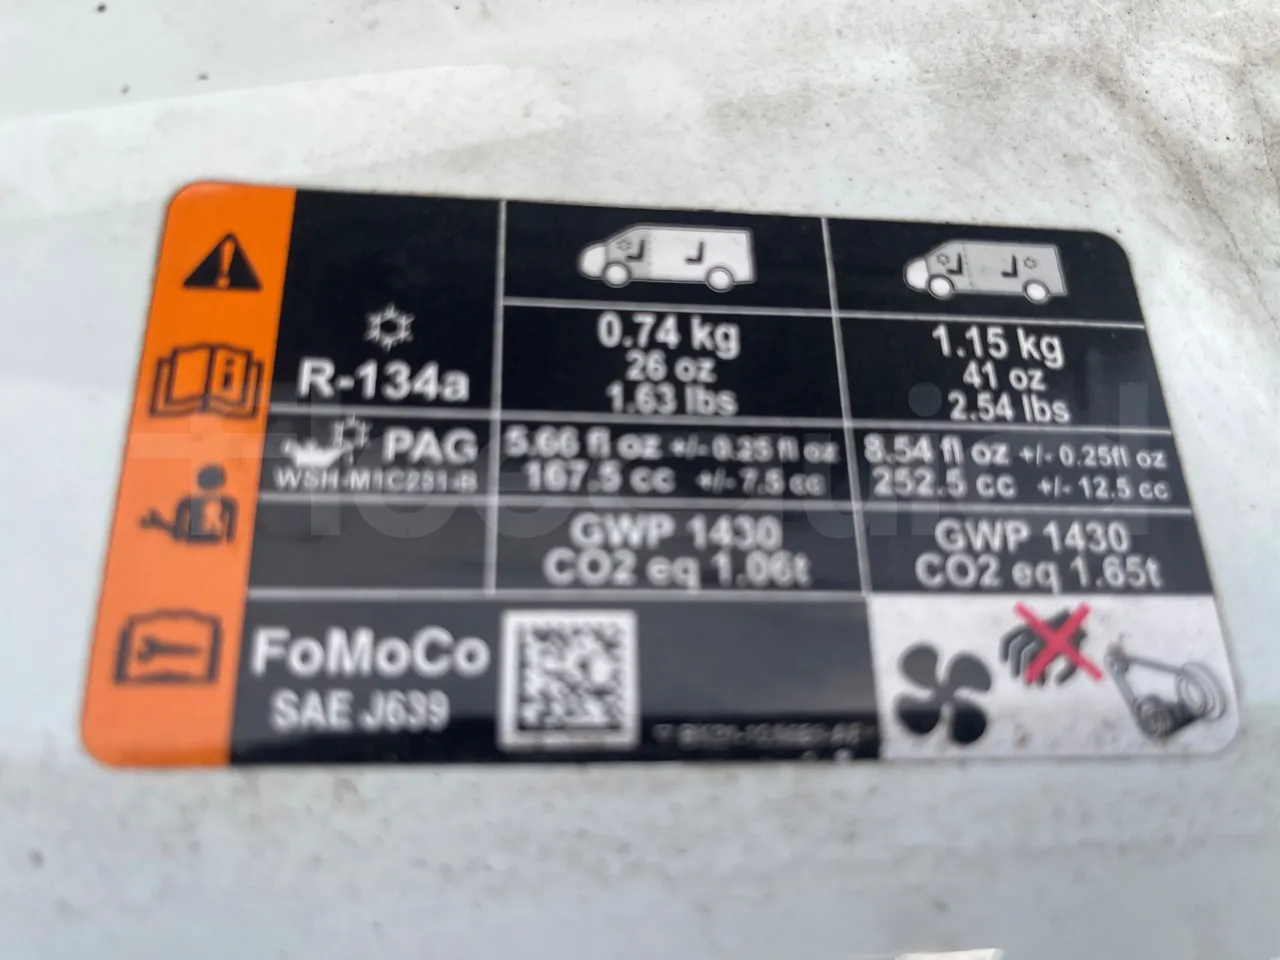 0.74 kg
26 oz
1.63 lbs
1.15 kg
41 oz
2.54 lbs
R-134a
PAG
WSH-M1C231-B
5.66 fl oz +/- 0.25 fl oz
167.5 cc +/- 7.5 cc
8.54 fl oz +/- 0.25fl oz
252.5 cc +/- 12.5 cc
GWP 1430
CO2 eq 1.06t
GWP 1430
CO2 eq 1.65t
FoMoCo
SAE J639